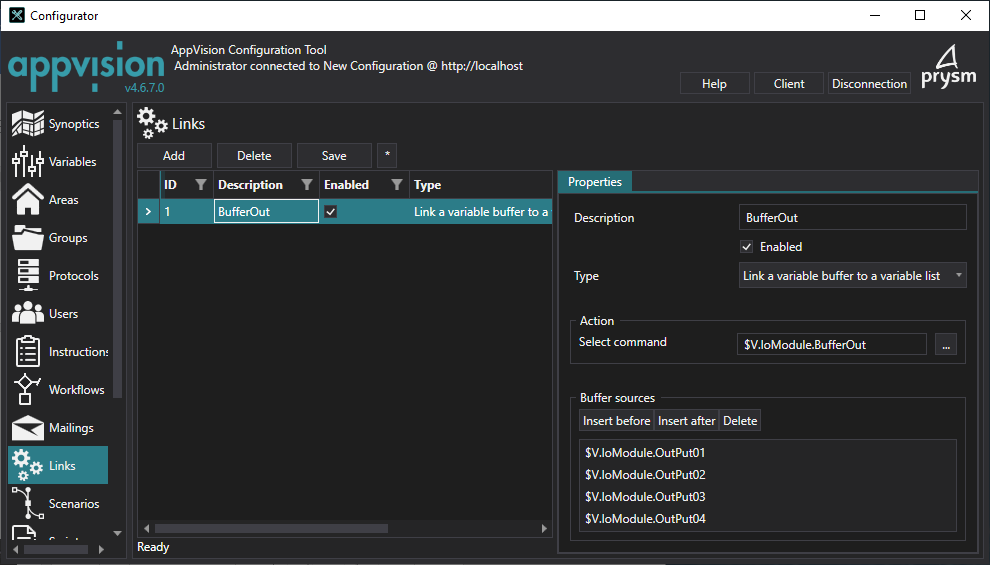 Configurator
appvision
v4.6.7.0
AppVision Configuration Tool
Administrator connected to New Configuration @ http://localhost
Help
Client
Disconnection
prysm
Synoptics
Variables
Areas
Groups
Protocols
Users
Instructions
Workflows
Mailings
Links
Scenarios
Links
Add
Delete
Save
*
ID
Description
Enabled
Type
1
BufferOut
Link a variable buffer to a
Ready
Properties
Description
BufferOut
Enabled
Type
Link a variable buffer to a variable list
Action
Select command
$V.IoModule.BufferOut
...
Buffer sources
Insert before
Insert after
Delete
$V.IoModule.OutPut01
$V.IoModule.OutPut02
$V.IoModule.OutPut03
$V.IoModule.OutPut04